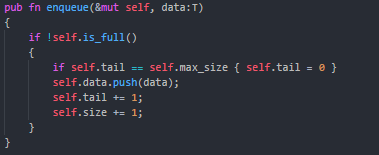 pub fn enqueue(&mut self, data:T)
{
    if !self.is_full()
    {
        if self.tail == self.max_size { self.tail = 0 }
        self.data.push(data);
        self.tail += 1;
        self.size += 1;
    }
}